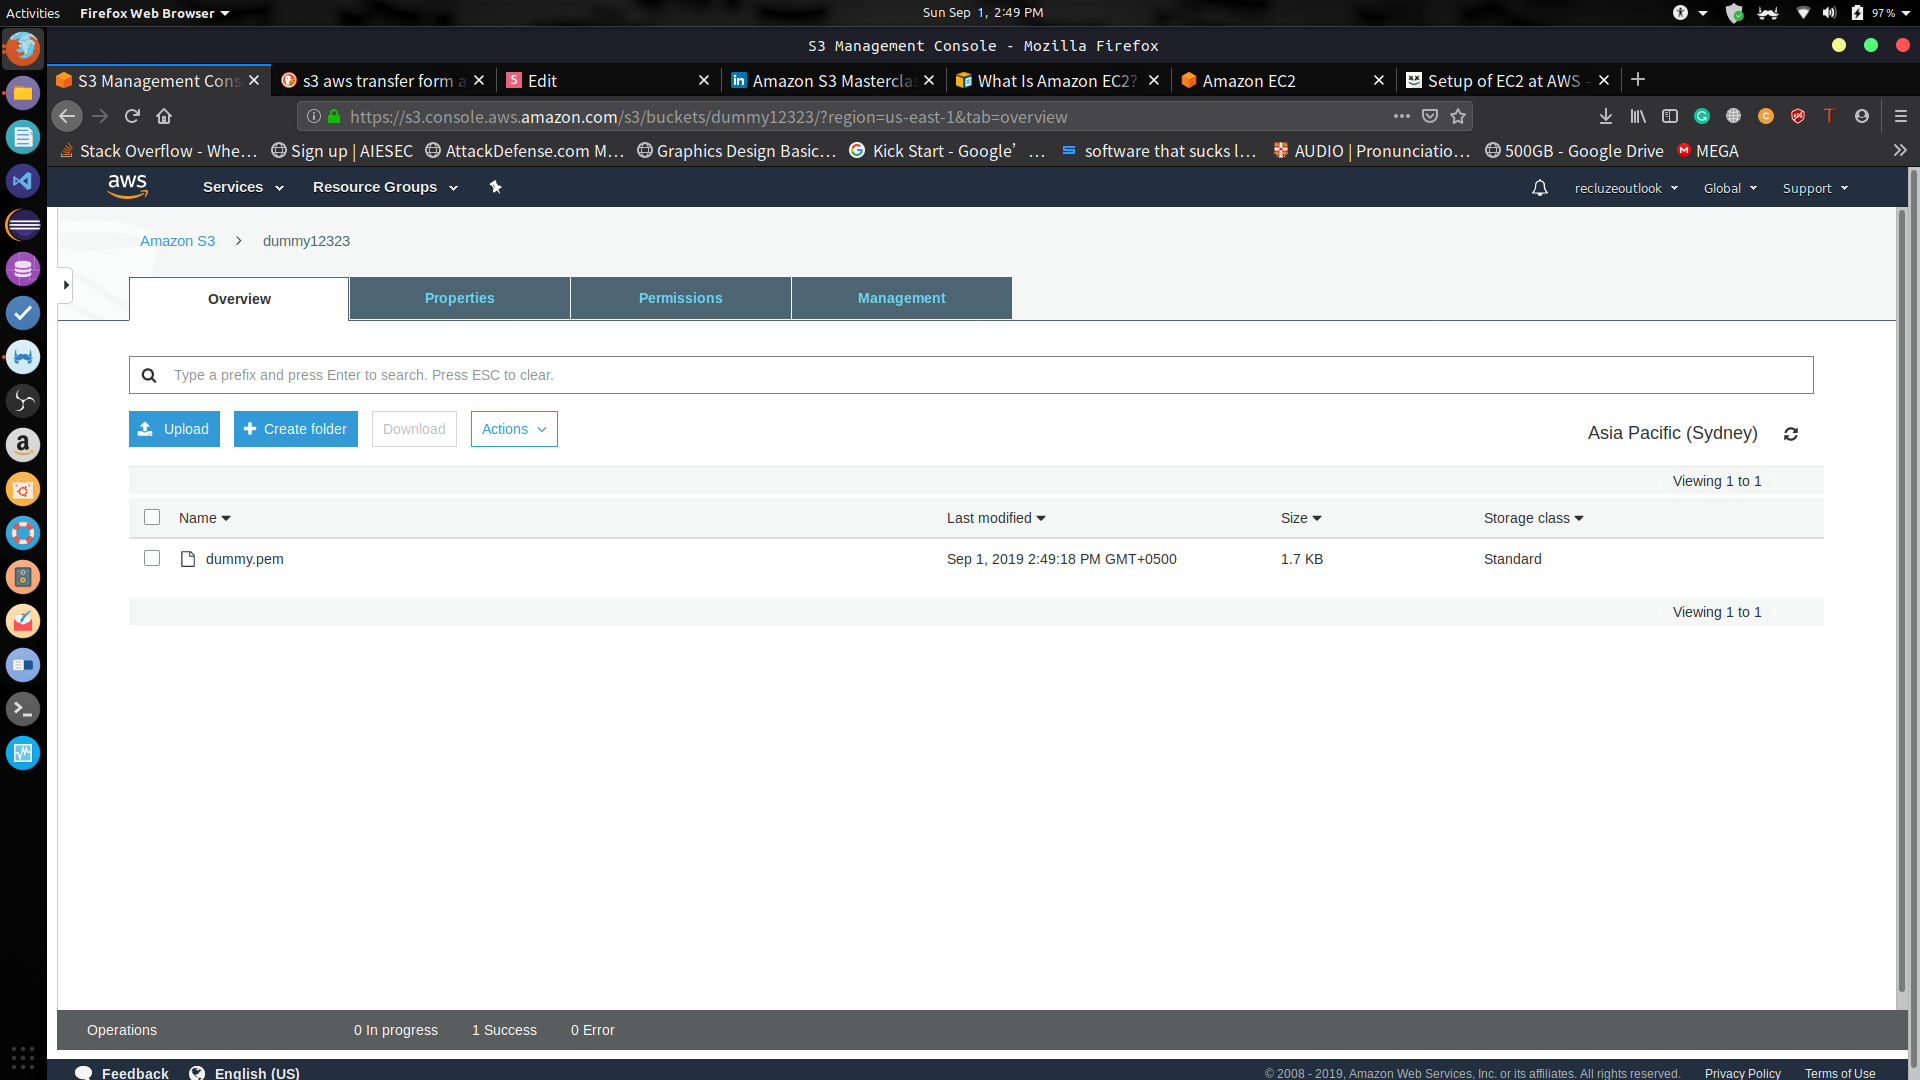 Activities Firefox Web Browser Sun Sep 1, 2:49 PM 97 %
S3 Management Console - Mozilla Firefox
S3 Management Cons s3 aws transfer form a Edit Amazon S3 Masterclas What Is Amazon EC2? Amazon EC2 Setup of EC2 at AWS -
https://s3.console.aws.amazon.com/s3/buckets/dummy12323/?region=us-east-1&tab=overview
Stack Overflow - Whe… Sign up | AIESEC AttackDefense.com M… Graphics Design Basic… Kick Start - Google’ … software that sucks l… AUDIO | Pronunciatio… 500GB - Google Drive MEGA
aws Services Resource Groups recluzeoutlook Global Support
Amazon S3 > dummy12323
Overview Properties Permissions Management
Type a prefix and press Enter to search. Press ESC to clear.
Upload + Create folder Download Actions Asia Pacific (Sydney)
Viewing 1 to 1
Name Last modified Size Storage class
dummy.pem Sep 1, 2019 2:49:18 PM GMT+0500 1.7 KB Standard
Viewing 1 to 1
Operations 0 In progress 1 Success 0 Error
Feedback English (US) © 2008 - 2019, Amazon Web Services, Inc. or its affiliates. All rights reserved. Privacy Policy Terms of Use